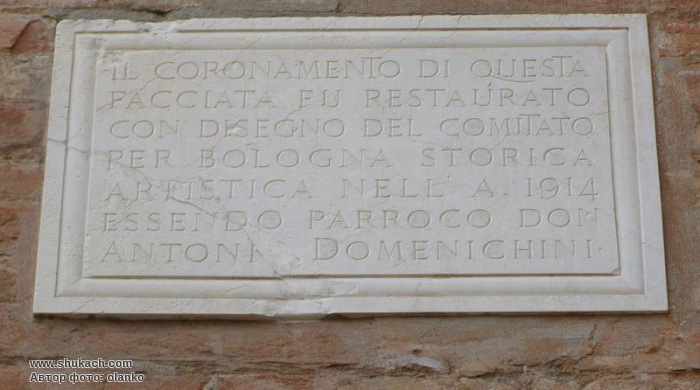 IL CORONAMENTO DI QUESTA
FACCIATA FU RESTAURATO
CON DISEGNO DEL COMITATO
PER BOLOGNA STORICA
ARTISTICA NELL' A. 1914
ESSENDO PARROCO DON
DOMENICHINI.
www.shukach.com
Автор фото: olanko